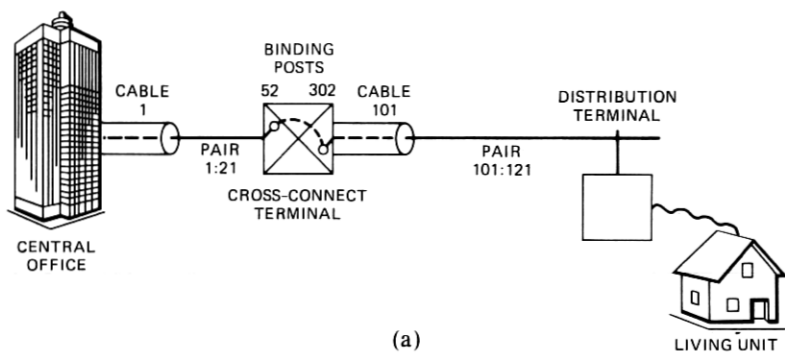 BINDING
POSTS
52 302
CABLE
1
CABLE
101
DISTRIBUTION
TERMINAL
PAIR
1:21
PAIR
101:121
CROSS-CONNECT
TERMINAL
CENTRAL
OFFICE
LIVING UNIT
(a)